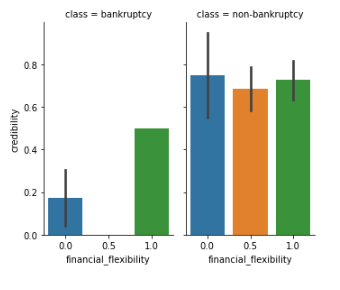 class = bankruptcy
class = non-bankruptcy
credibility
0.8
0.6
0.4
0.2
0.0
0.0 0.5 1.0
financial_flexibility
0.0 0.5 1.0
financial_flexibility